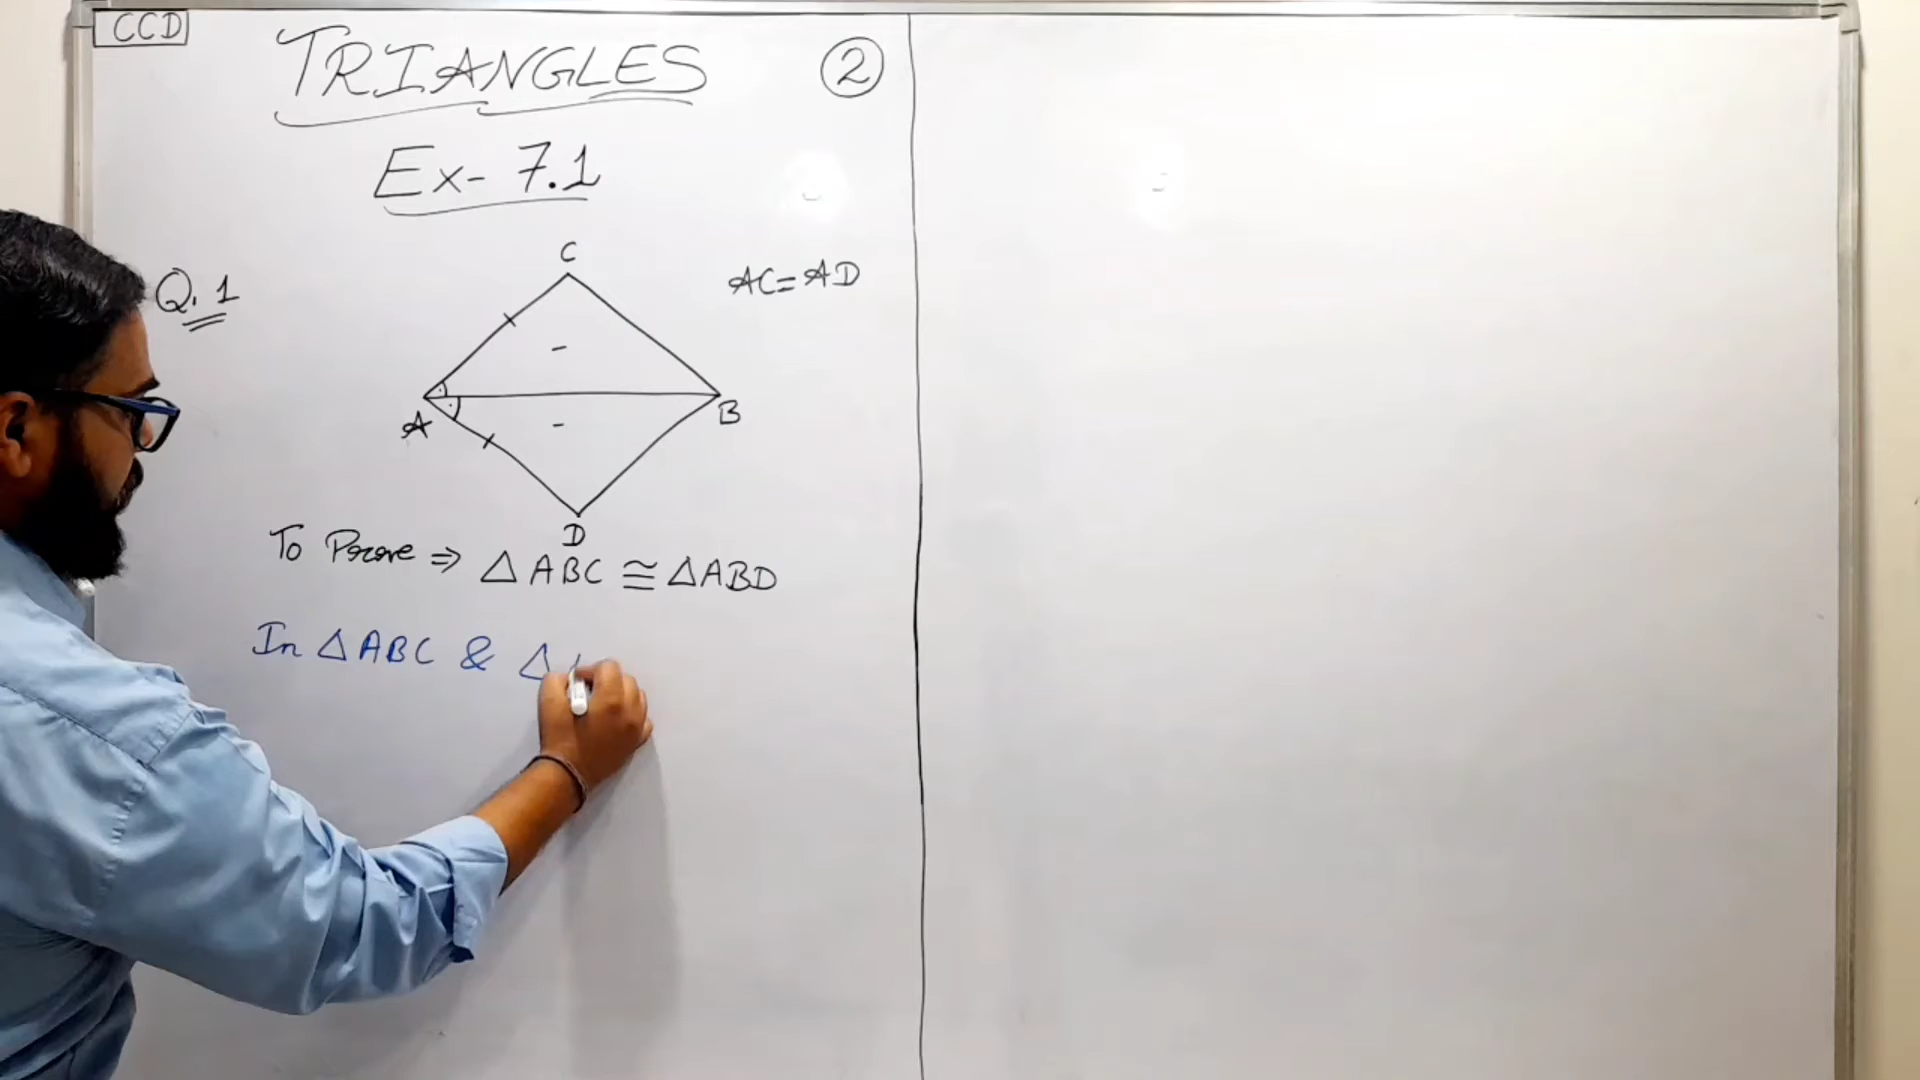 CCD
TRIANGLES
2
Ex- 7.1
Q. 1
C
AC=AD
A
B
D
To Prove ⇒ △ABC ≅ △ABD
In △ABC & △